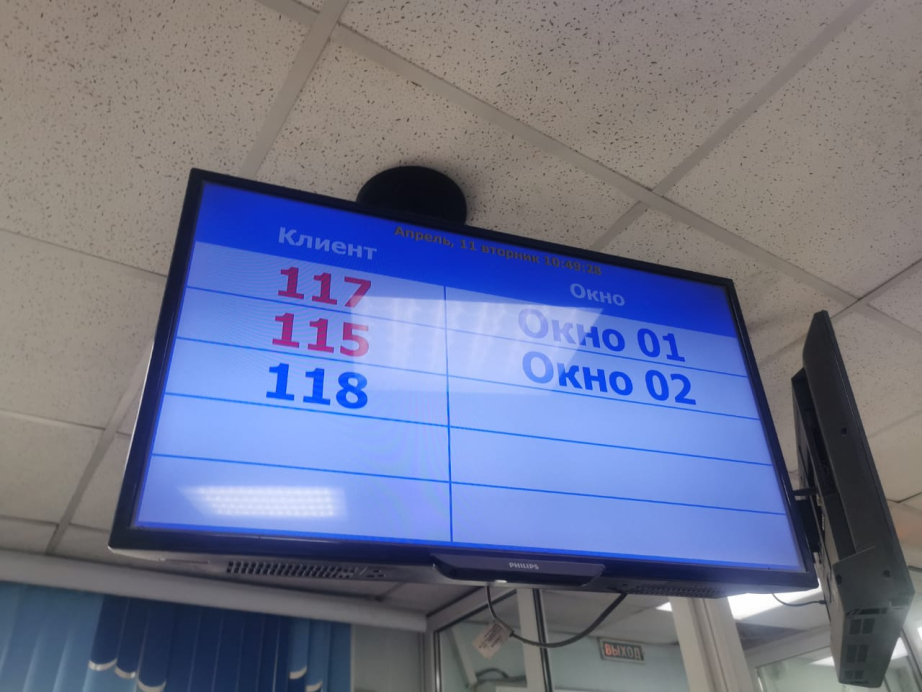 Апрель, 11 вторник 10:49:28
Клиент Окно
117 Окно 01
115 Окно 02
118
PHILIPS
ВЫХОД